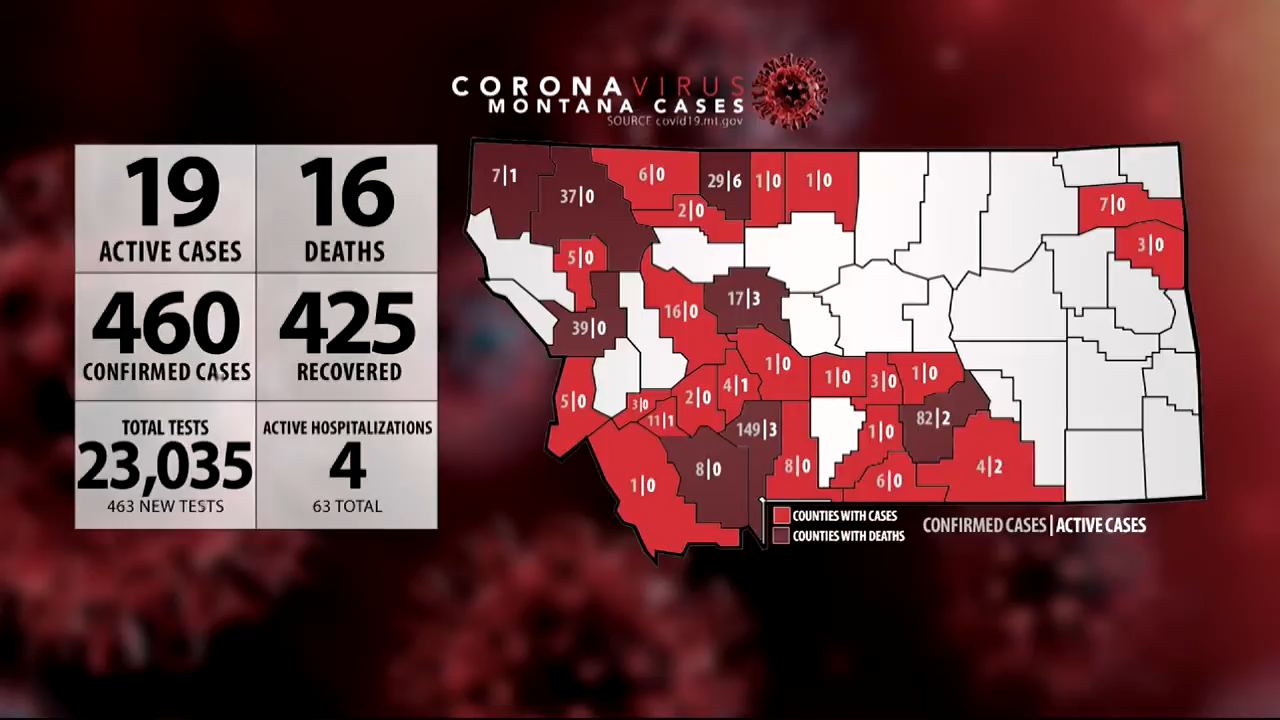 CORONAVIRUS
MONTANA CASES
SOURCE covid19.mt.gov
19
ACTIVE CASES
16
DEATHS
460
CONFIRMED CASES
425
RECOVERED
TOTAL TESTS
23,035
463 NEW TESTS
ACTIVE HOSPITALIZATIONS
4
63 TOTAL
7|1
37|0
6|0
2|0
29|6
1|0
1|0
7|0
3|0
5|0
39|0
16|0
17|3
1|0
1|0
3|0
1|0
5|0
3|0
11|1
2|0
4|1
149|3
1|0
82|2
1|0
8|0
8|0
6|0
4|2
COUNTIES WITH CASES
COUNTIES WITH DEATHS
CONFIRMED CASES|ACTIVE CASES